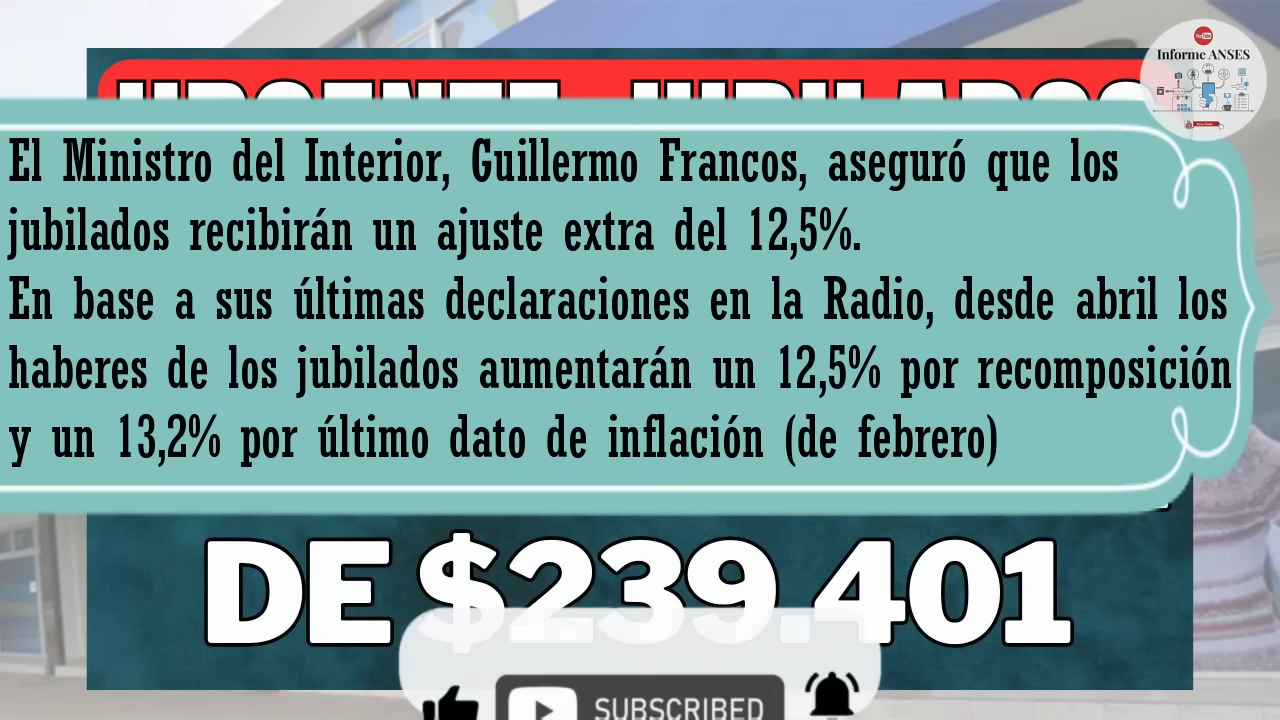 Informe ANSES
El Ministro del Interior, Guillermo Francos, aseguró que los
jubilados recibirán un ajuste extra del 12,5%.
En base a sus últimas declaraciones en la Radio, desde abril los
haberes de los jubilados aumentarán un 12,5% por recomposición
y un 13,2% por último dato de inflación (de febrero)
DE $239.401
SUBSCRIBED